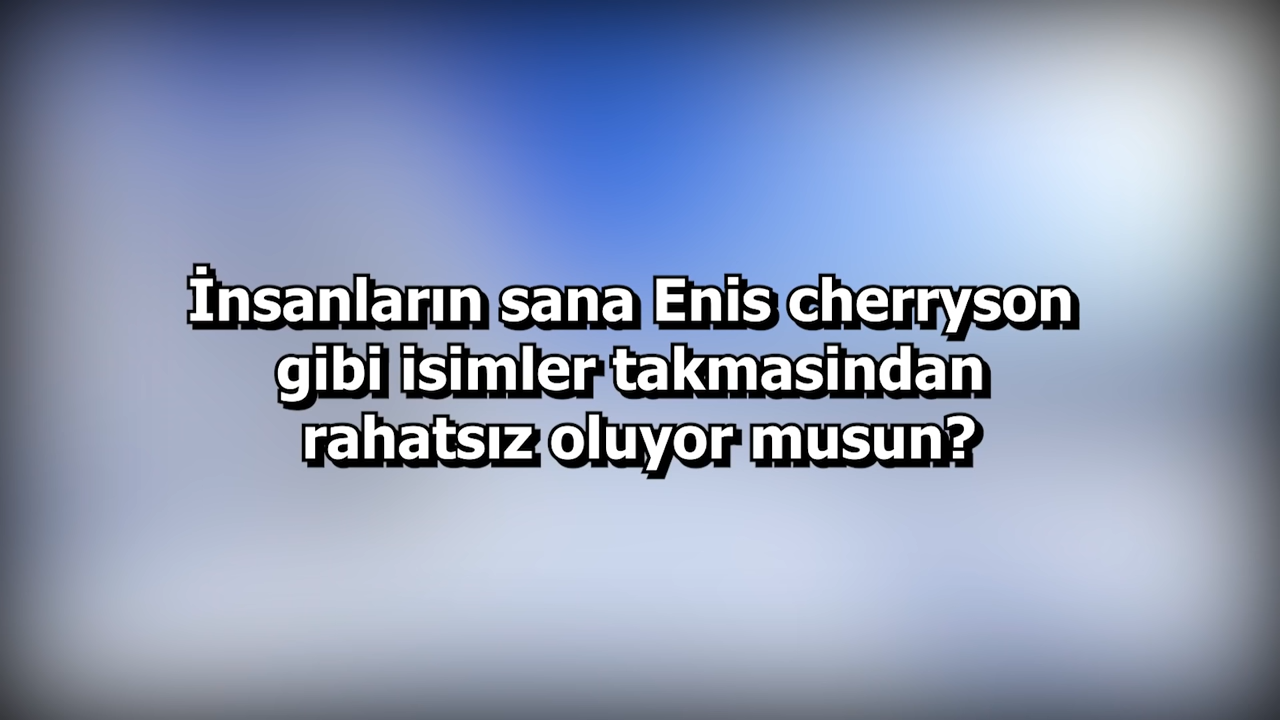 İnsanların sana Enis cherryson
gibi isimler takmasindan
rahatsız oluyor musun?